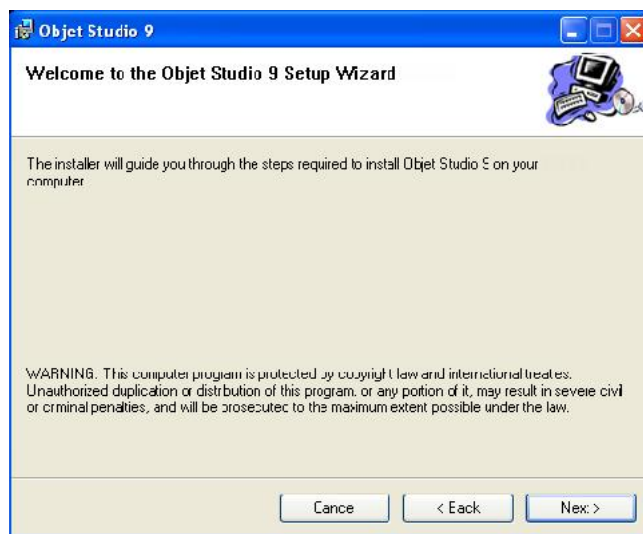 Objet Studio 9
Welcome to the Objet Studio 9 Setup Wizard
The installer will guide you through the steps required to install Objet Studio 9 on your
computer
WARNING: This computer program is protected by copyright law and international treaties.
Unauthorized duplication or distribution of this program, or any portion of it, may result in severe civil
or criminal penalties, and will be prosecuted to the maximum extent possible under the law.
Cancel
< Back
Next >